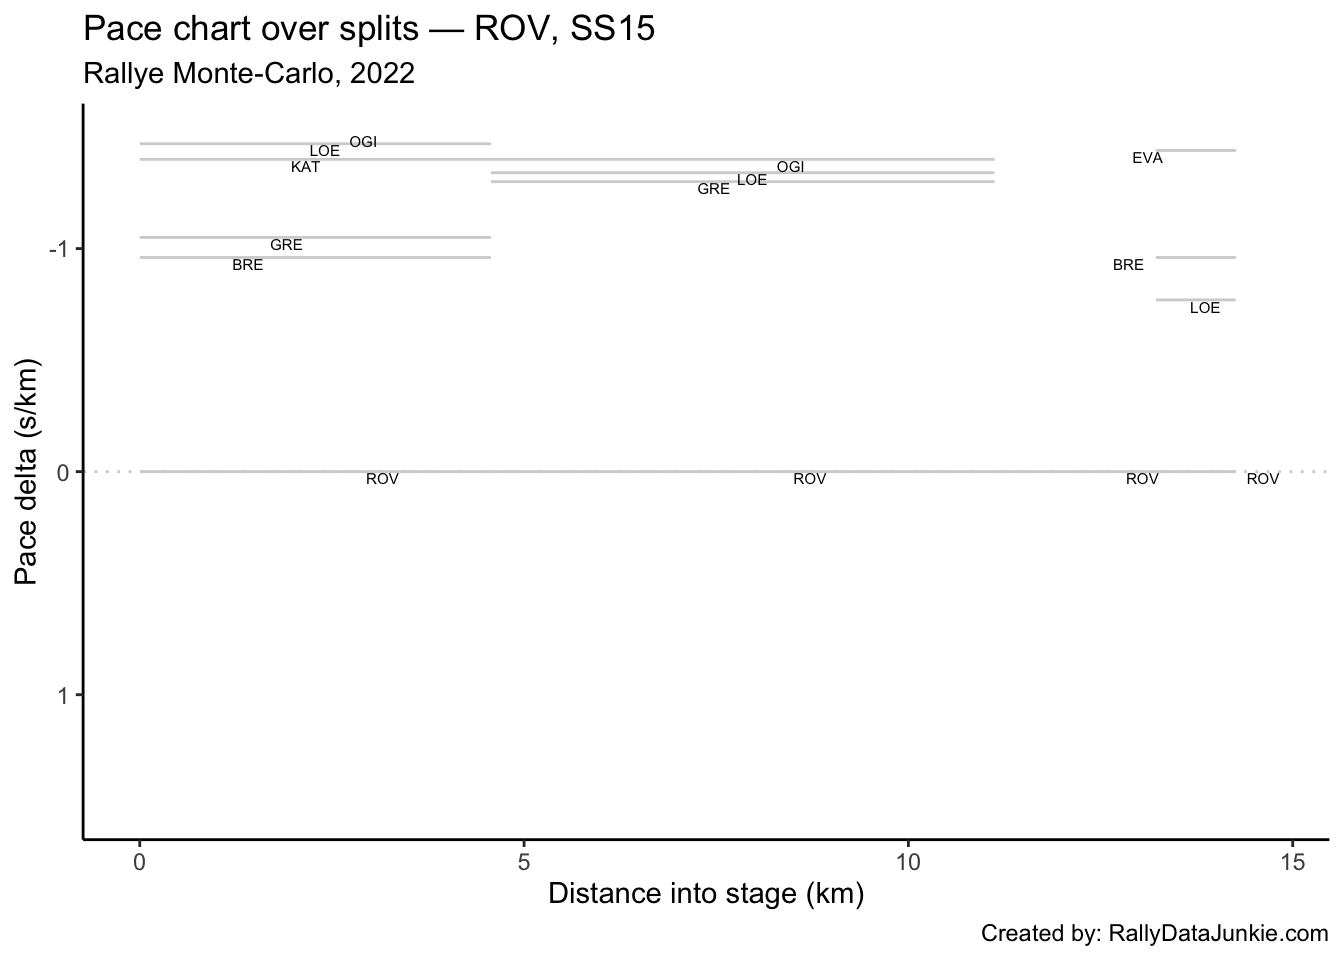 Pace chart over splits — ROV, SS15
Rallye Monte-Carlo, 2022
OGI
LOE
KAT
OGI
LOE
GRE
EVA
GRE
BRE
BRE
LOE
ROV
ROV
ROV
ROV
-1
0
1
Pace delta (s/km)
0
5
10
15
Distance into stage (km)
Created by: RallyDataJunkie.com